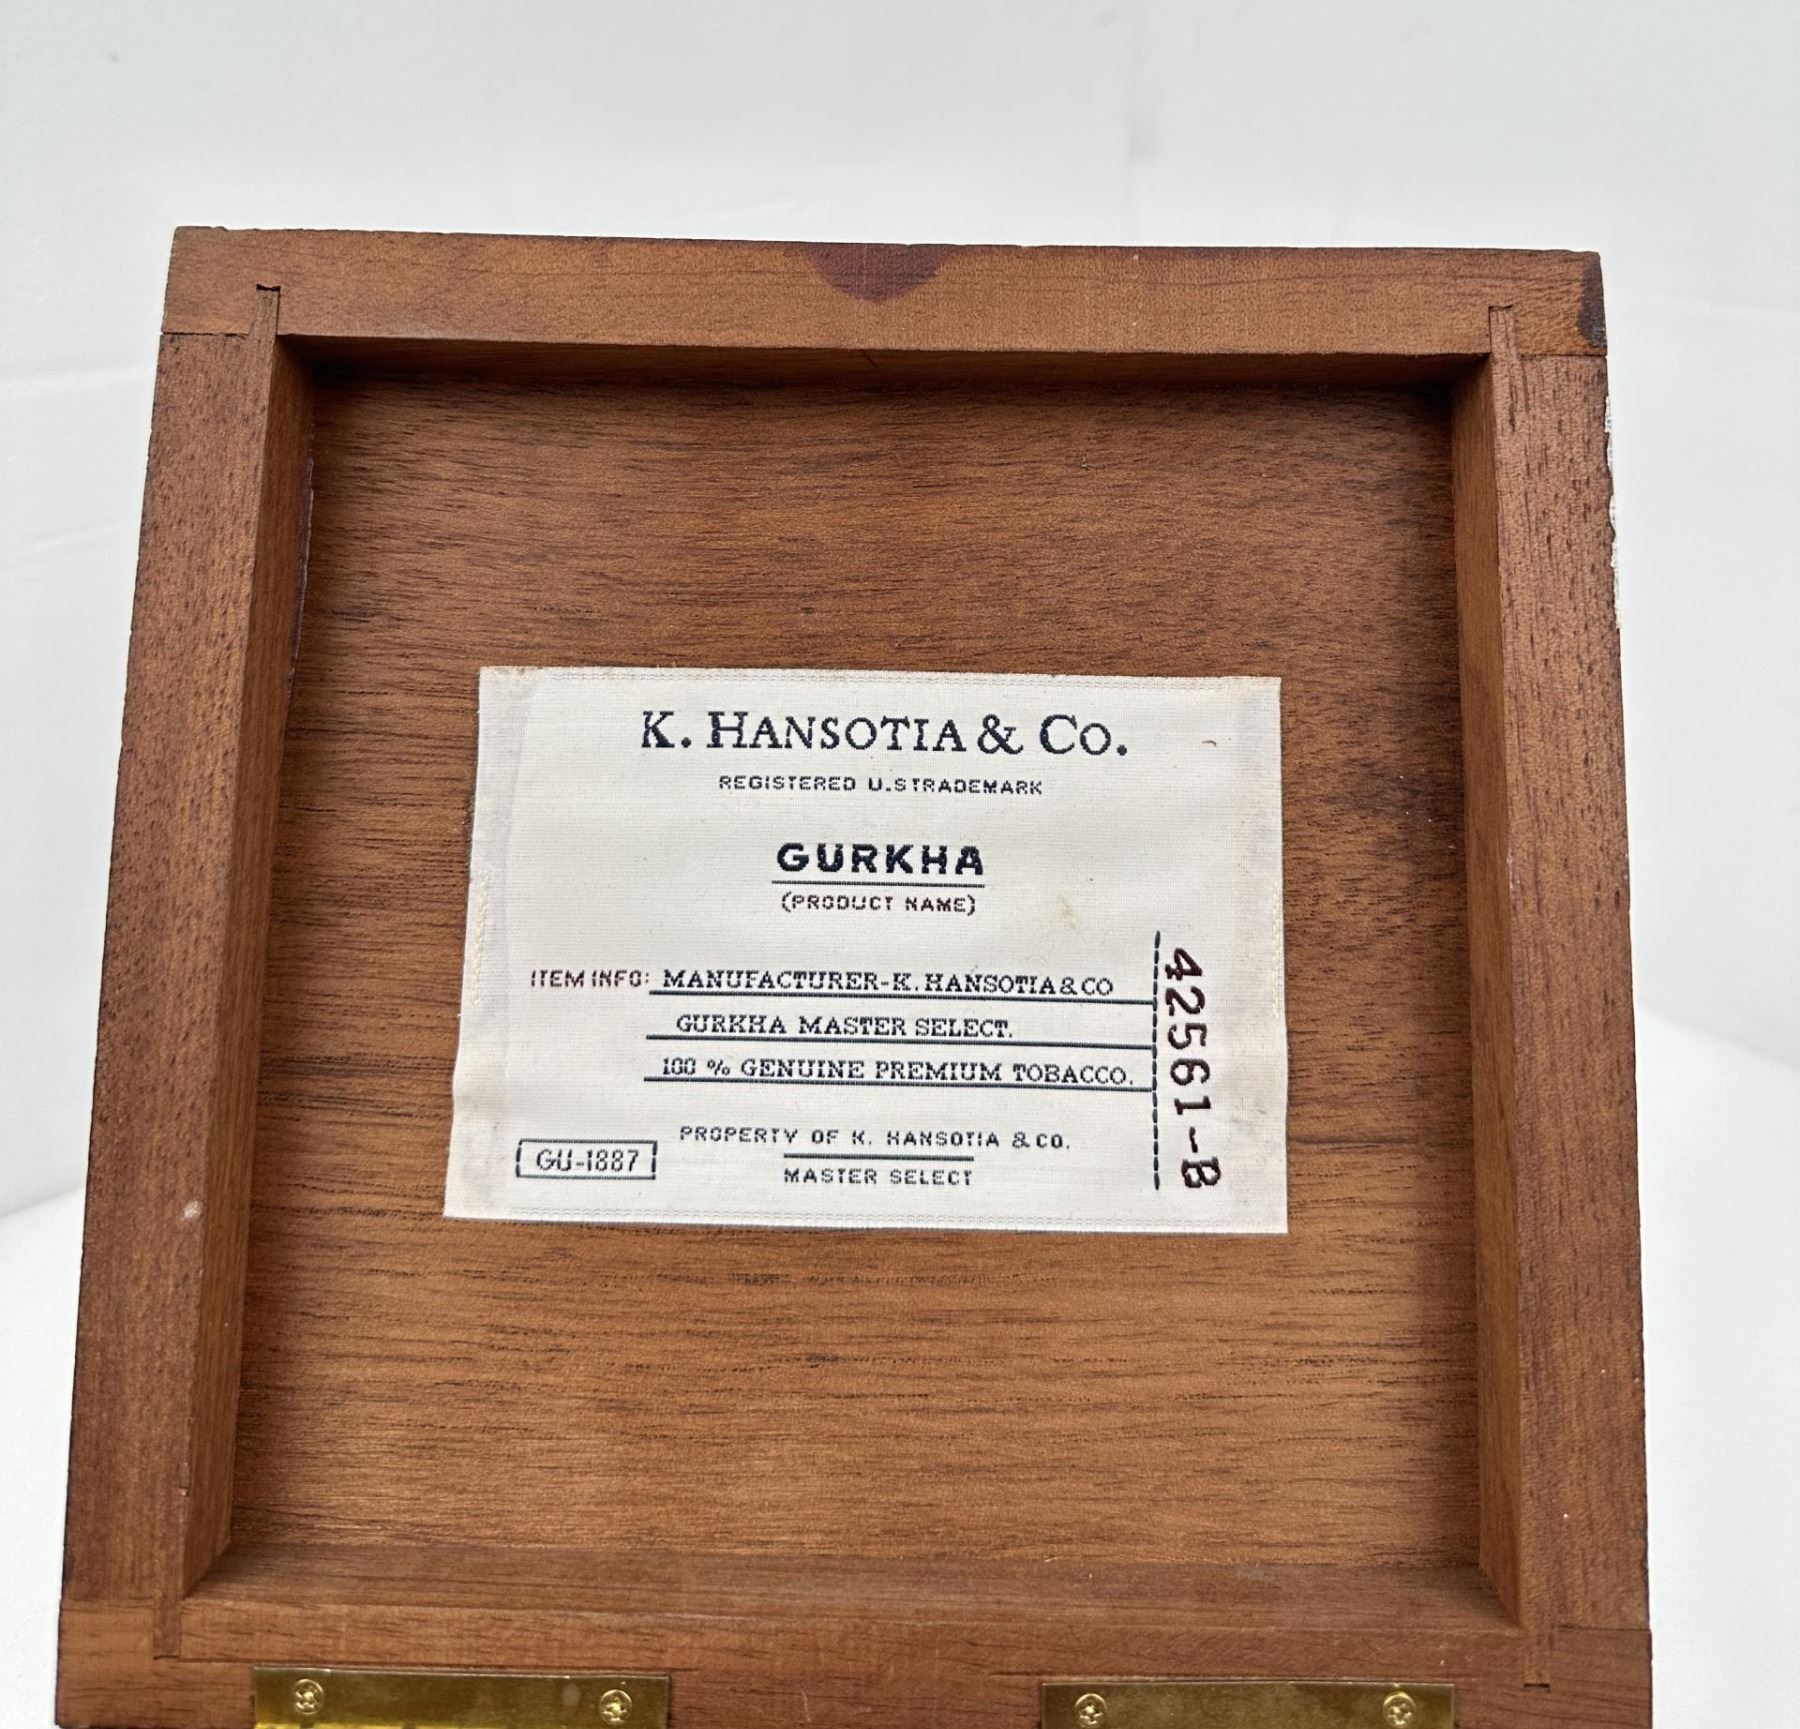 K. HANSOTIA & CO.
REGISTERED U.STRADEMARK
GURKHA
(PRODUCT NAME)
ITEM INFO: MANUFACTURER-K. HANSOTIA & CO
GURKHA MASTER SELECT.
100 % GENUINE PREMIUM TOBACCO.
PROPERTY OF K. HANSOTIA & CO.
MASTER SELECT
GU-1887
42561-B